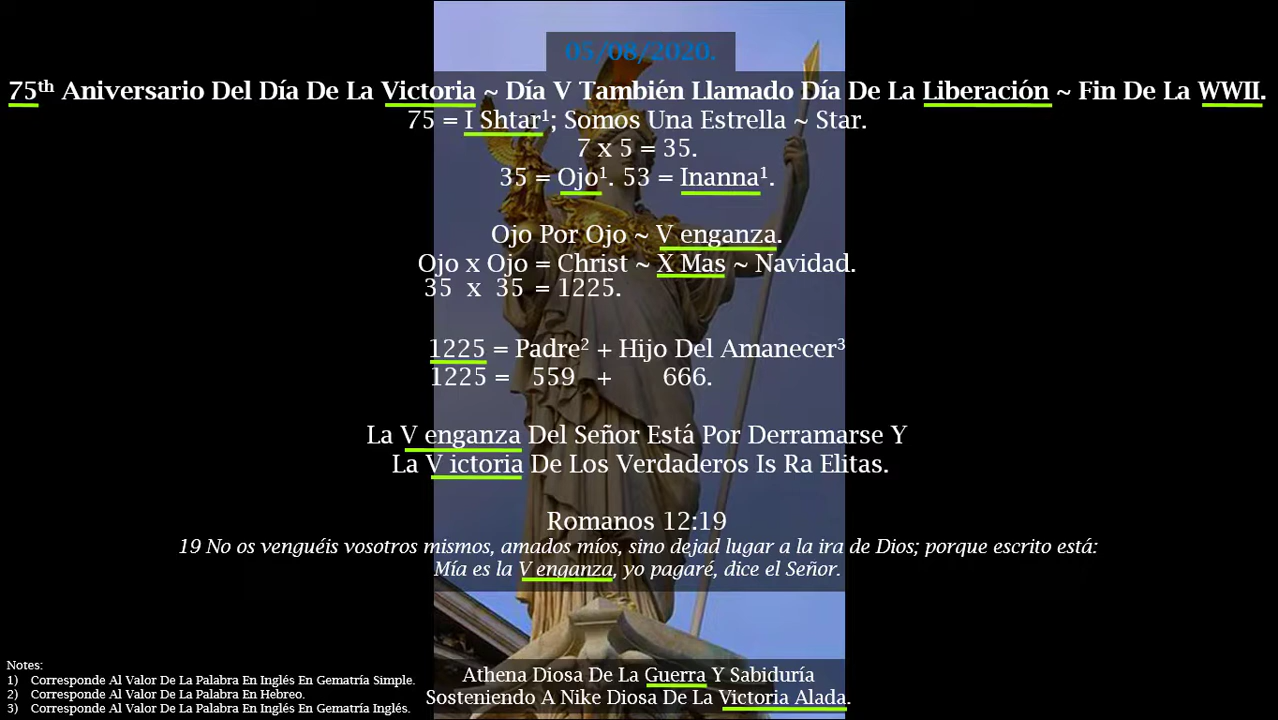 05/08/2020.
75th Aniversario Del Día De La Victoria ~ Día V También Llamado Día De La Liberación ~ Fin De La WWII.
75 = I Shtar¹; Somos Una Estrella ~ Star.
7 x 5 = 35.
35 = Ojo¹. 53 = Inanna¹.
Ojo Por Ojo ~ V enganza.
Ojo x Ojo = Christ ~ X Mas ~ Navidad.
35 x 35 = 1225.
1225 = Padre² + Hijo Del Amanecer³
1225 = 559 + 666.
La V enganza Del Señor Está Por Derramarse Y
La V ictoria De Los Verdaderos Is Ra Elitas.
Romanos 12:19
19 No os venguéis vosotros mismos, amados míos, sino dejad lugar a la ira de Dios; porque escrito está:
Mía es la V enganza, yo pagaré, dice el Señor.
Athena Diosa De La Guerra Y Sabiduría
Sosteniendo A Nike Diosa De La Victoria Alada.
Notes:
1) Corresponde Al Valor De La Palabra En Inglés En Gematría Simple.
2) Corresponde Al Valor De La Palabra En Hebreo.
3) Corresponde Al Valor De La Palabra En Inglés En Gematría Inglés.